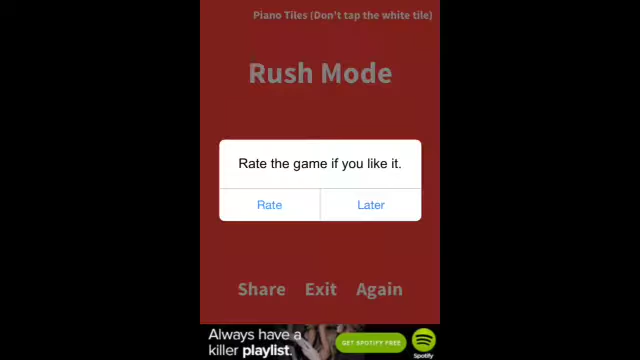 Piano Tiles (Don't tap the white tile)
Rush Mode
Rate the game if you like it.
Rate Later
Share Exit Again
Always have a
killer playlist.
GET SPOTIFY FREE
Spotify